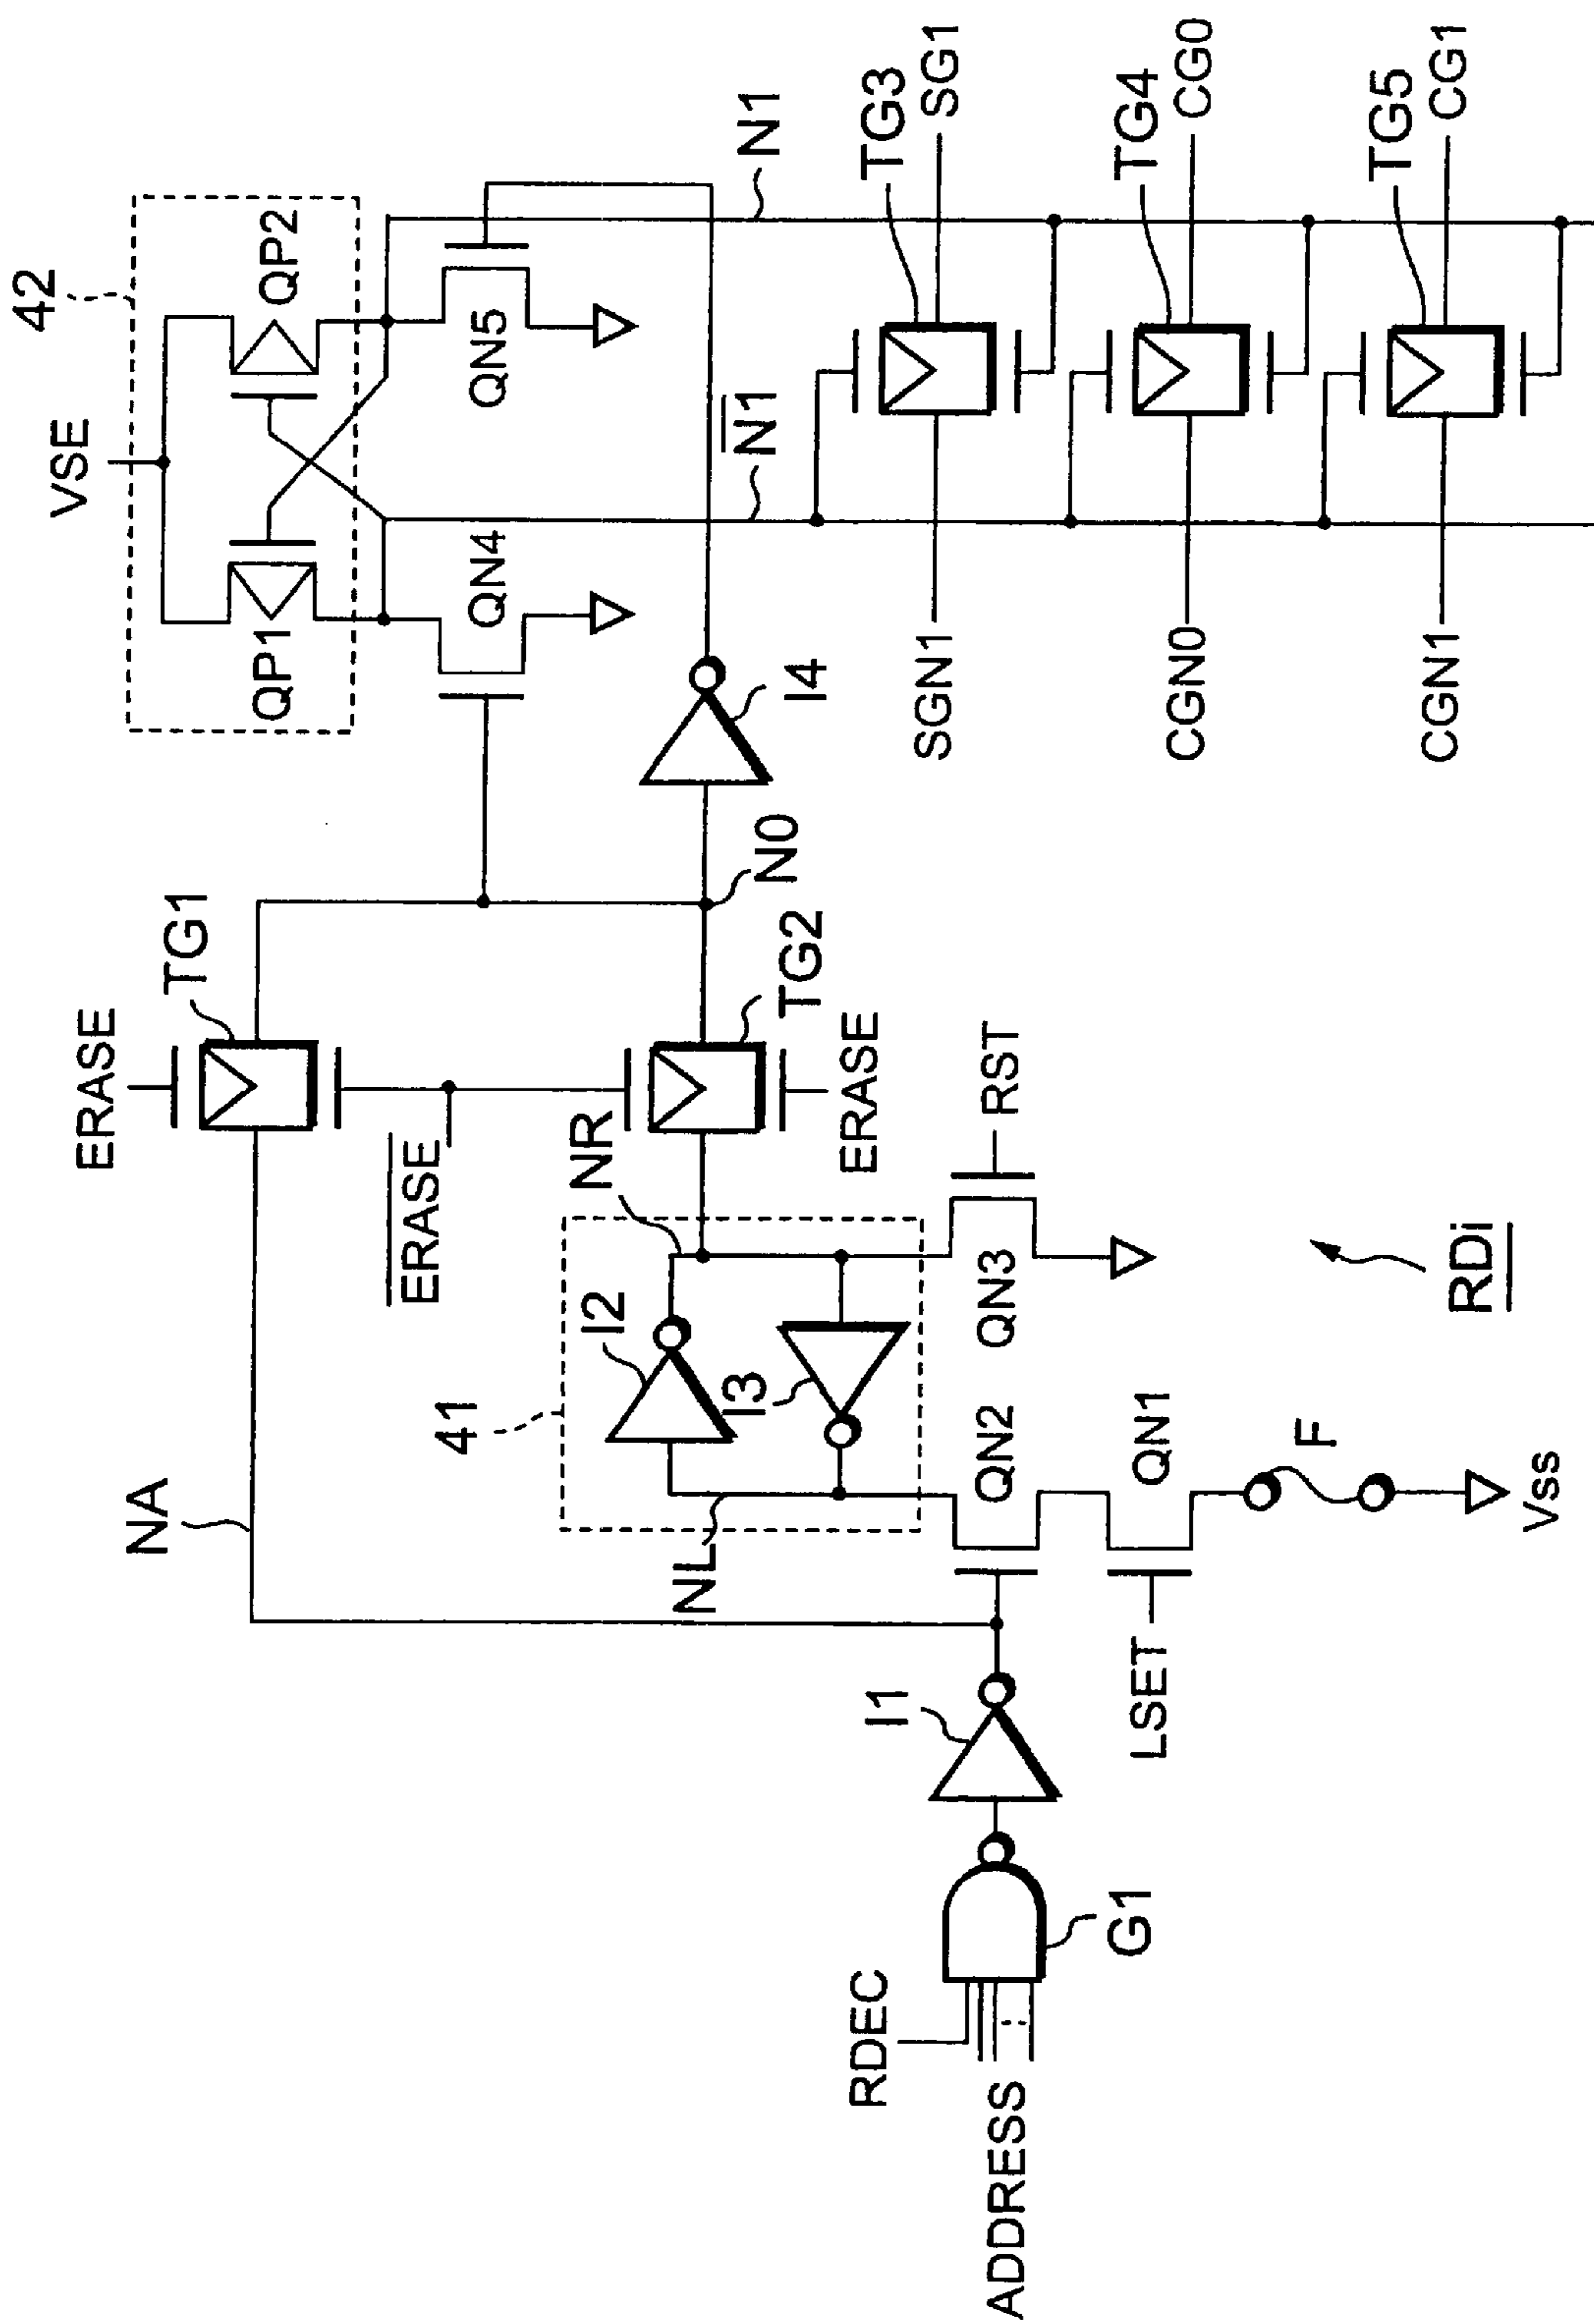 42
VSE
QP1
QP2
QN4
QN5
N1
N1
TG3
SG1
SGN1
TG4
CG0
CGN0
TG5
CG1
CGN1
I4
N0
ERASE
TG1
ERASE
TG2
ERASE
NR
NA
41
I2
I3
NL
RST
QN3
QN2
QN1
F
Vss
LSET
I1
G1
RDEC
ADDRESS
RDi